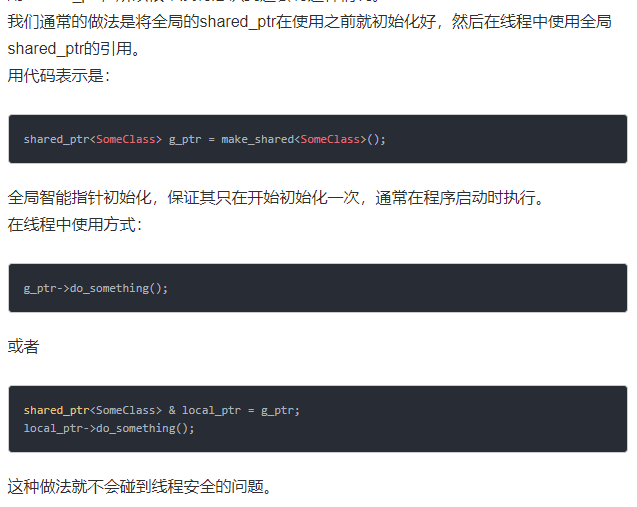 我们通常的做法是将全局的shared_ptr在使用之前就初始化好，然后在线程中使用全局
shared_ptr的引用。
用代码表示是：
shared_ptr<SomeClass> g_ptr = make_shared<SomeClass>();
全局智能指针初始化，保证其只在开始初始化一次，通常在程序启动时执行。
在线程中使用方式：
g_ptr->do_something();
或者
shared_ptr<SomeClass> & local_ptr = g_ptr;
local_ptr->do_something();
这种做法就不会碰到线程安全的问题。